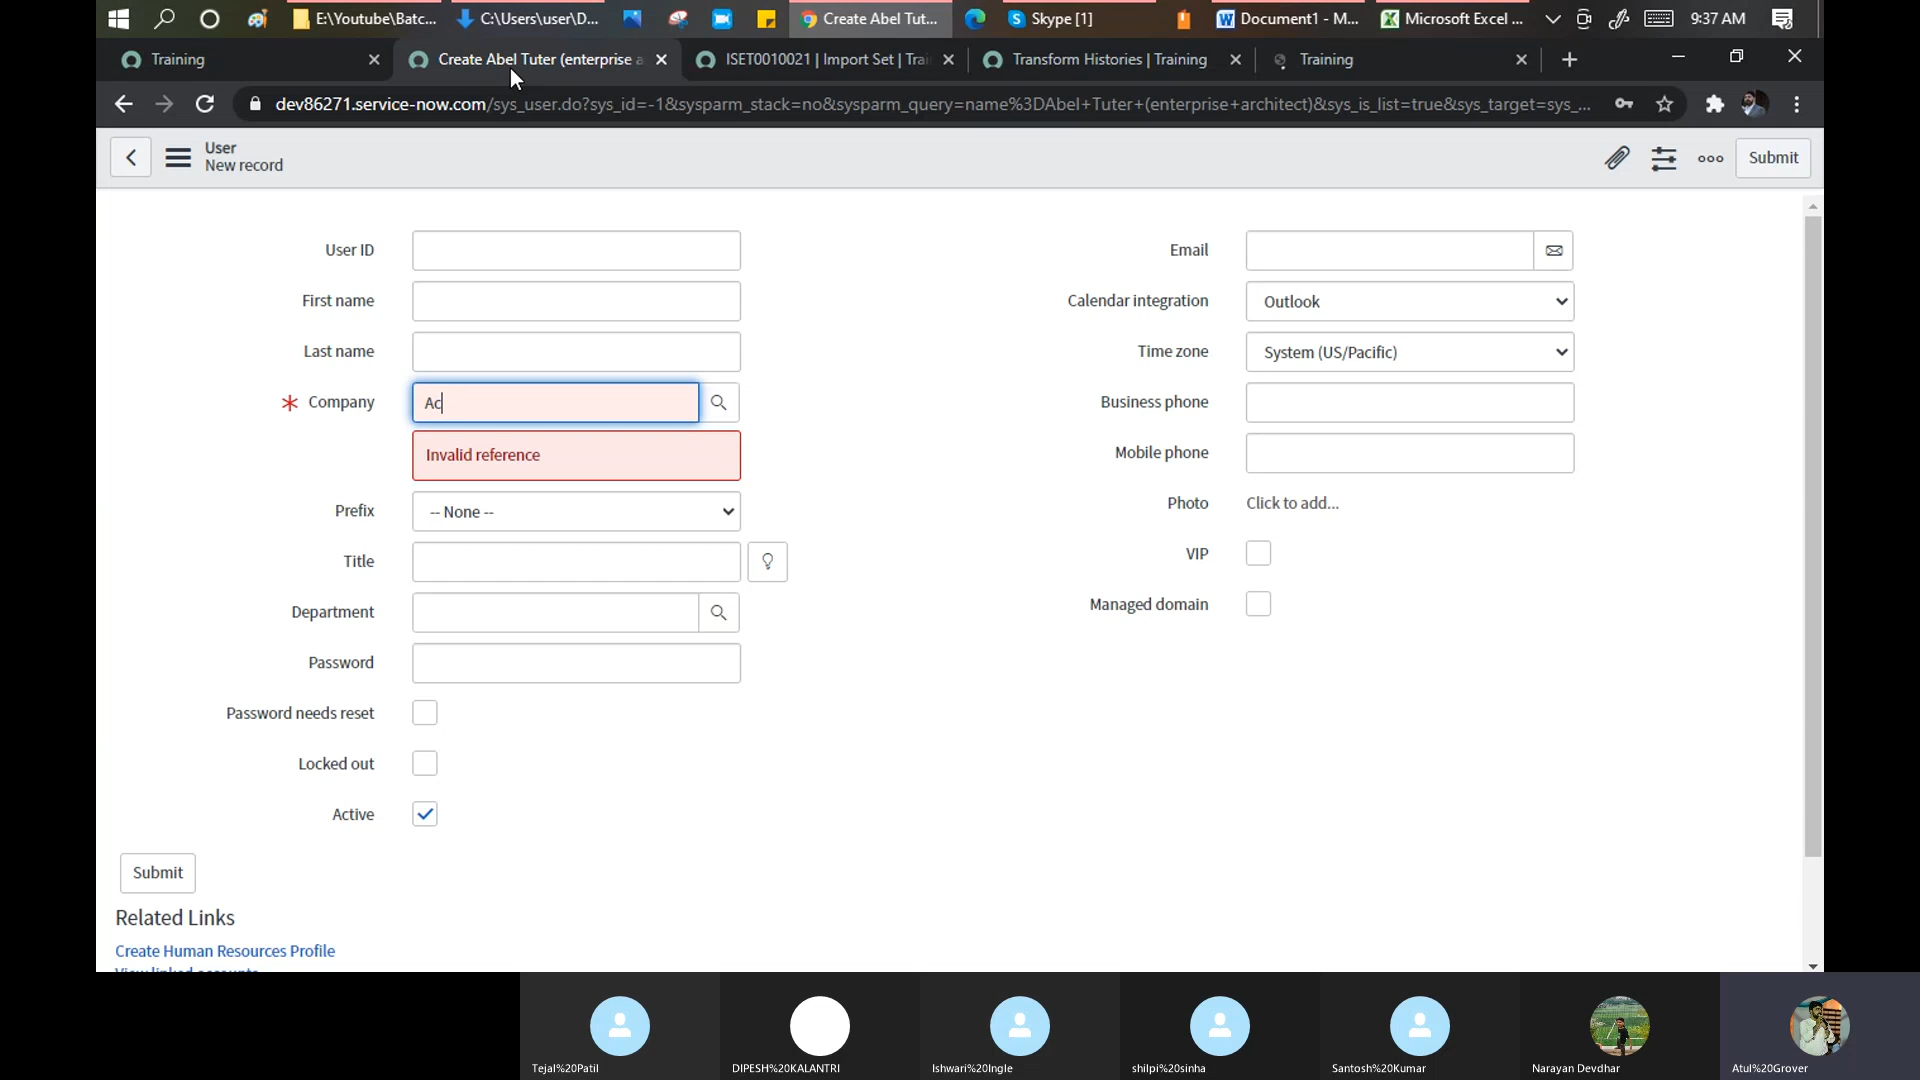 E:\Youtube\Batc...
C:\Users\user\D...
Create Abel Tut...
Skype [1]
Document1 - M...
Microsoft Excel ...
9:37 AM
Training
Create Abel Tuter (enterprise a
ISET0010021 | Import Set | Trai
Transform Histories | Training
Training
dev86271.service-now.com/sys_user.do?sys_id=-1&sysparm_stack=no&sysparm_query=name%3DAbel+Tuter+(enterprise+architect)&sys_is_list=true&sys_target=sys_...
User
New record
Submit
User ID
First name
Last name
Company
Ac
Invalid reference
Prefix
-- None --
Title
Department
Password
Password needs reset
Locked out
Active
Email
Calendar integration
Outlook
Time zone
System (US/Pacific)
Business phone
Mobile phone
Photo
Click to add...
VIP
Managed domain
Submit
Related Links
Create Human Resources Profile
View linked accounts
Tejal%20Patil
DIPESH%20KALANTRI
Ishwari%20Ingle
shilpi%20sinha
Santosh%20Kumar
Narayan Devdhar
Atul%20Grover